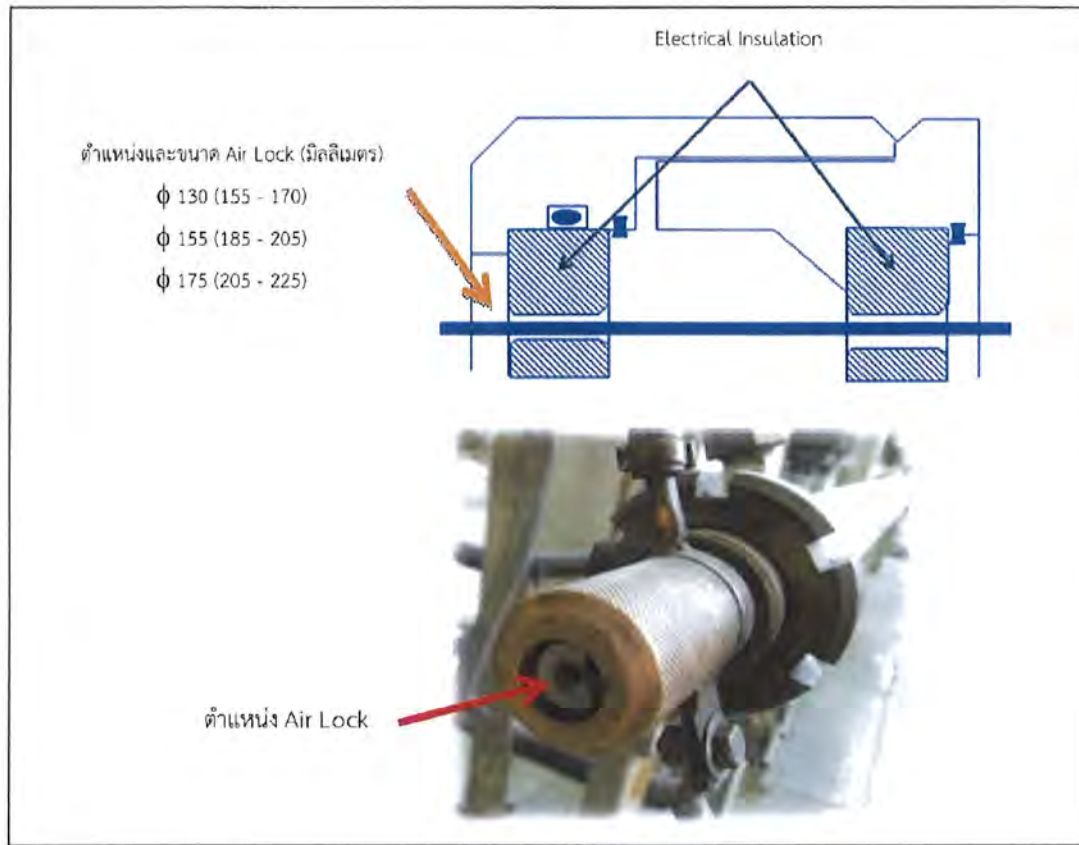 Electrical Insulation
ตำแหน่งและขนาด Air Lock (มิลลิเมตร)
ϕ 130 (155 - 170)
ϕ 155 (185 - 205)
ϕ 175 (205 - 225)
ตำแหน่ง Air Lock